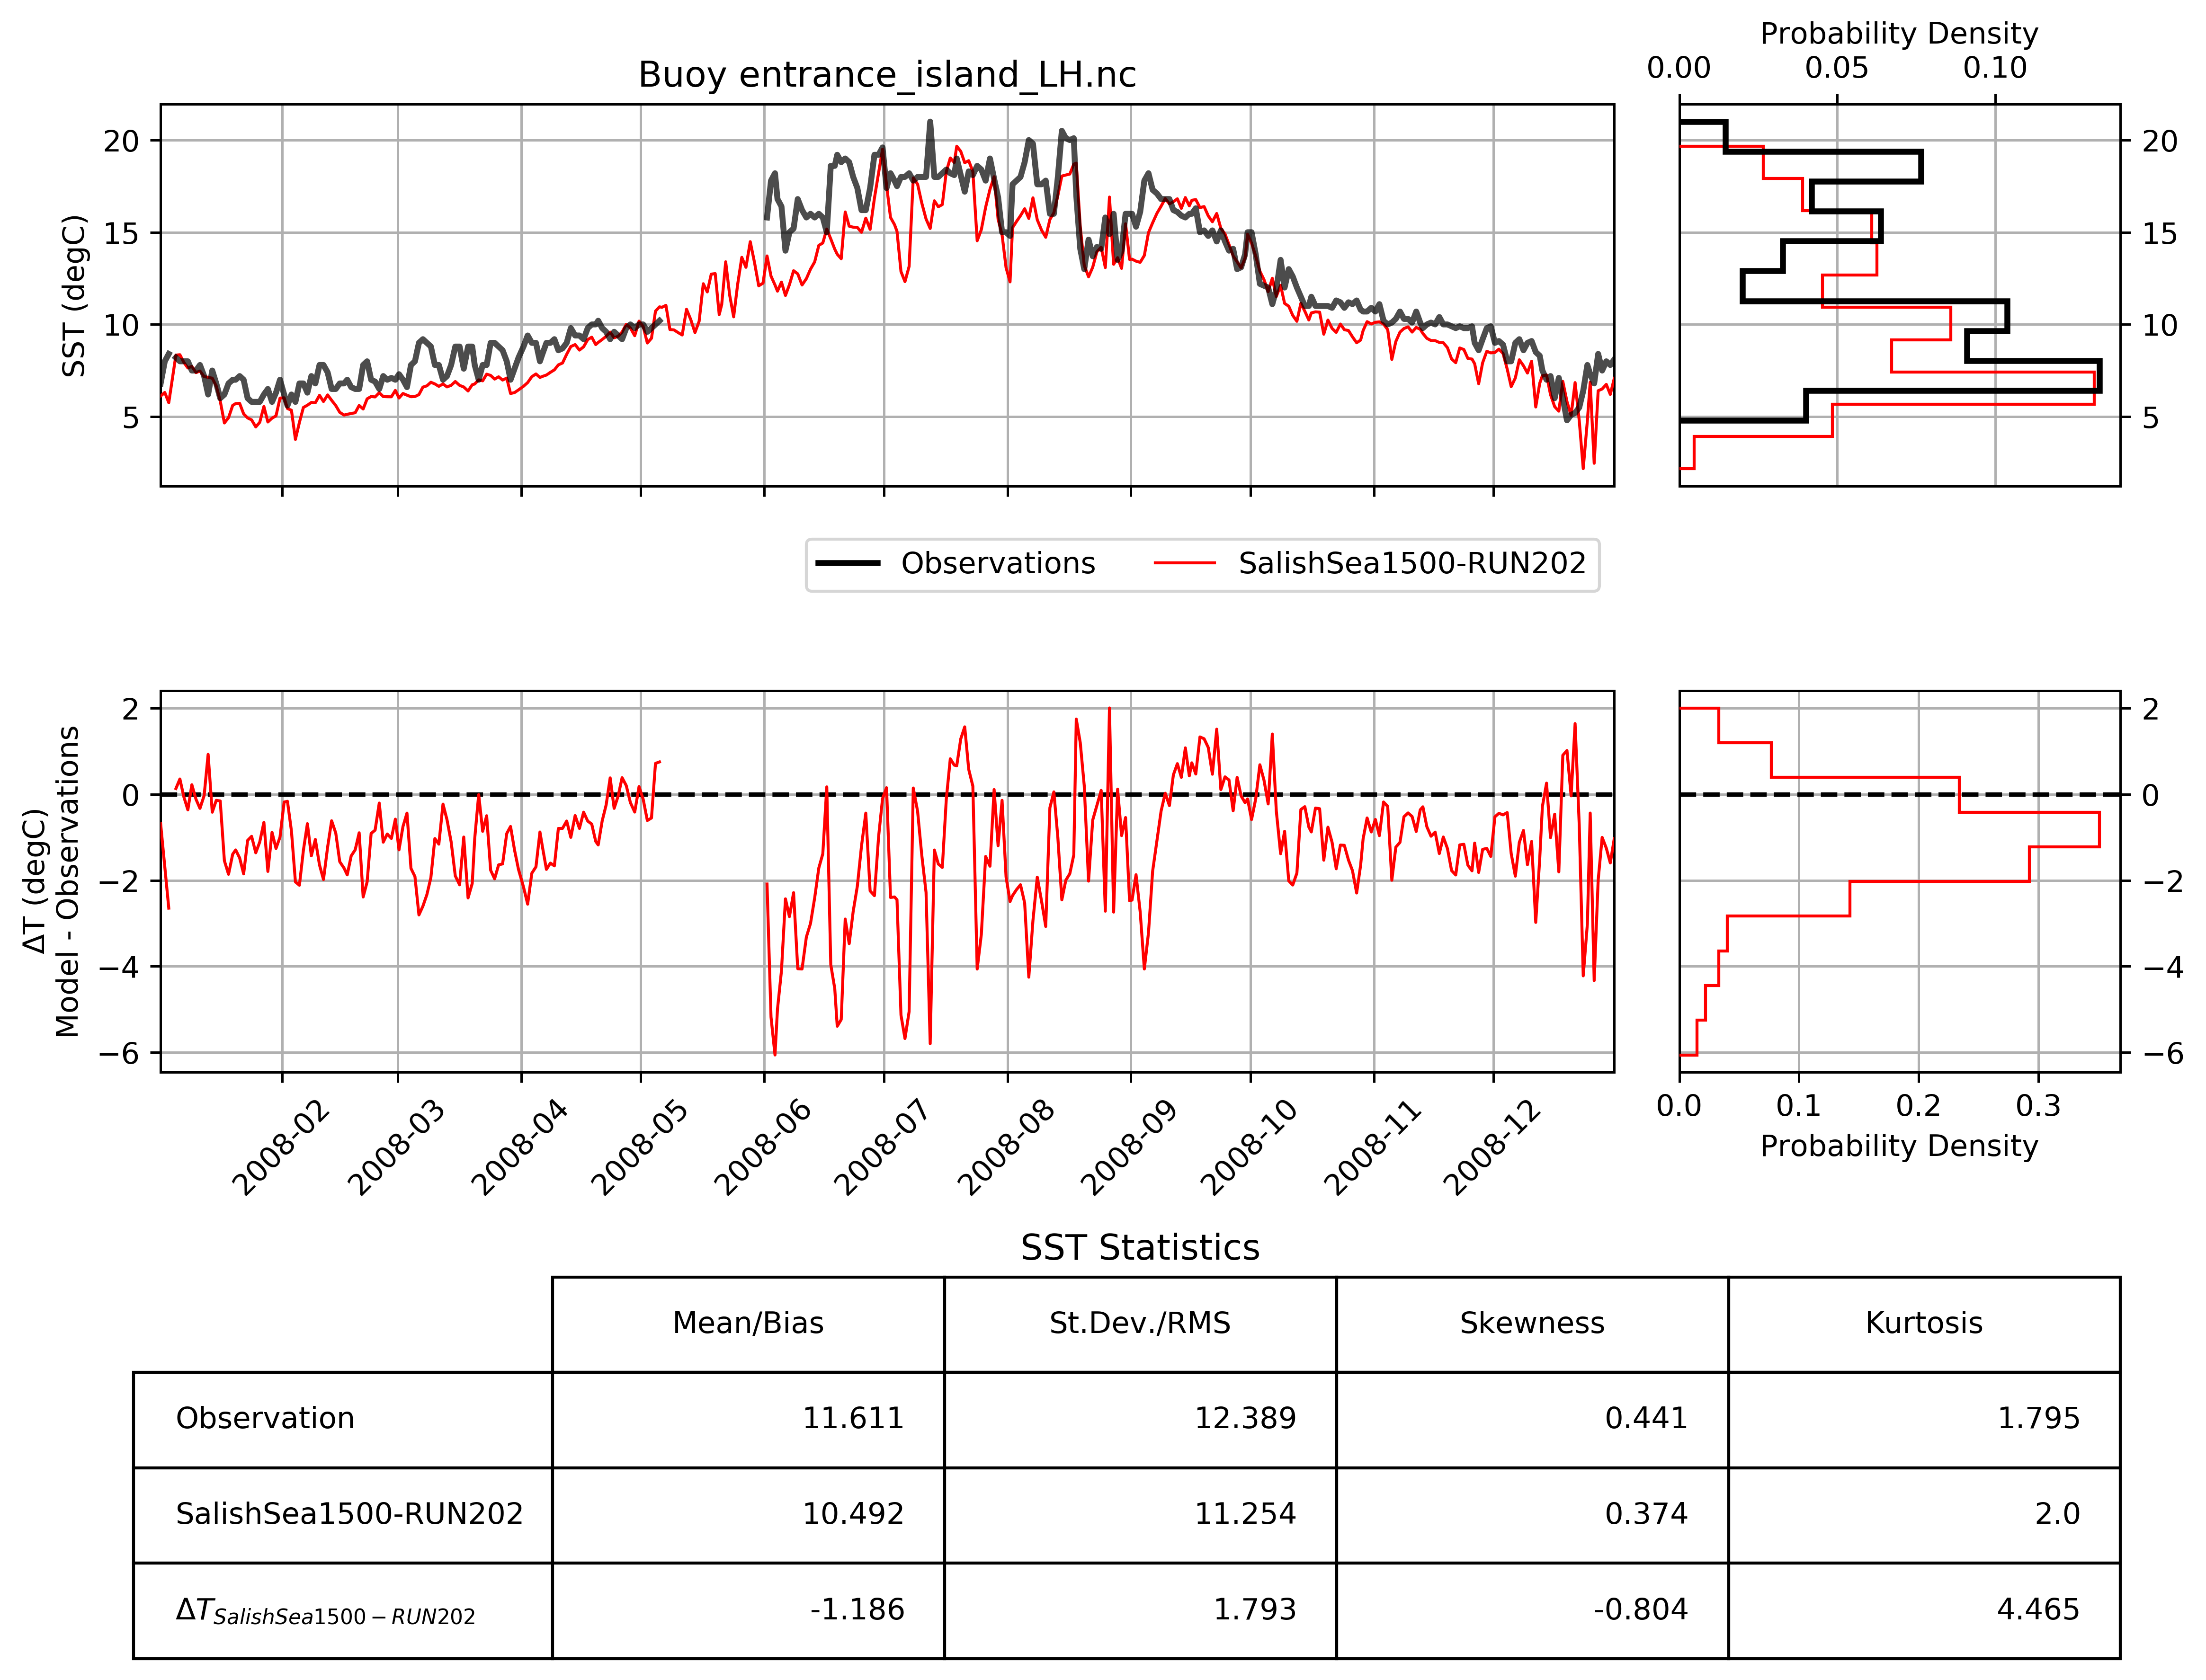 Probability Density
0.00 0.05 0.10
Buoy entrance_island_LH.nc
SST (degC)
20
15
10
5
20
15
10
5
Observations SalishSea1500-RUN202
ΔT (degC)
Model - Observations
2
0
−2
−4
−6
2
0
−2
−4
−6
2008-02 2008-03 2008-04 2008-05 2008-06 2008-07 2008-08 2008-09 2008-10 2008-11 2008-12
0.0 0.1 0.2 0.3
Probability Density
SST Statistics
Mean/Bias St.Dev./RMS Skewness Kurtosis
Observation 11.611 12.389 0.441 1.795
SalishSea1500-RUN202 10.492 11.254 0.374 2.0
ΔT SalishSea1500−RUN202 -1.186 1.793 -0.804 4.465